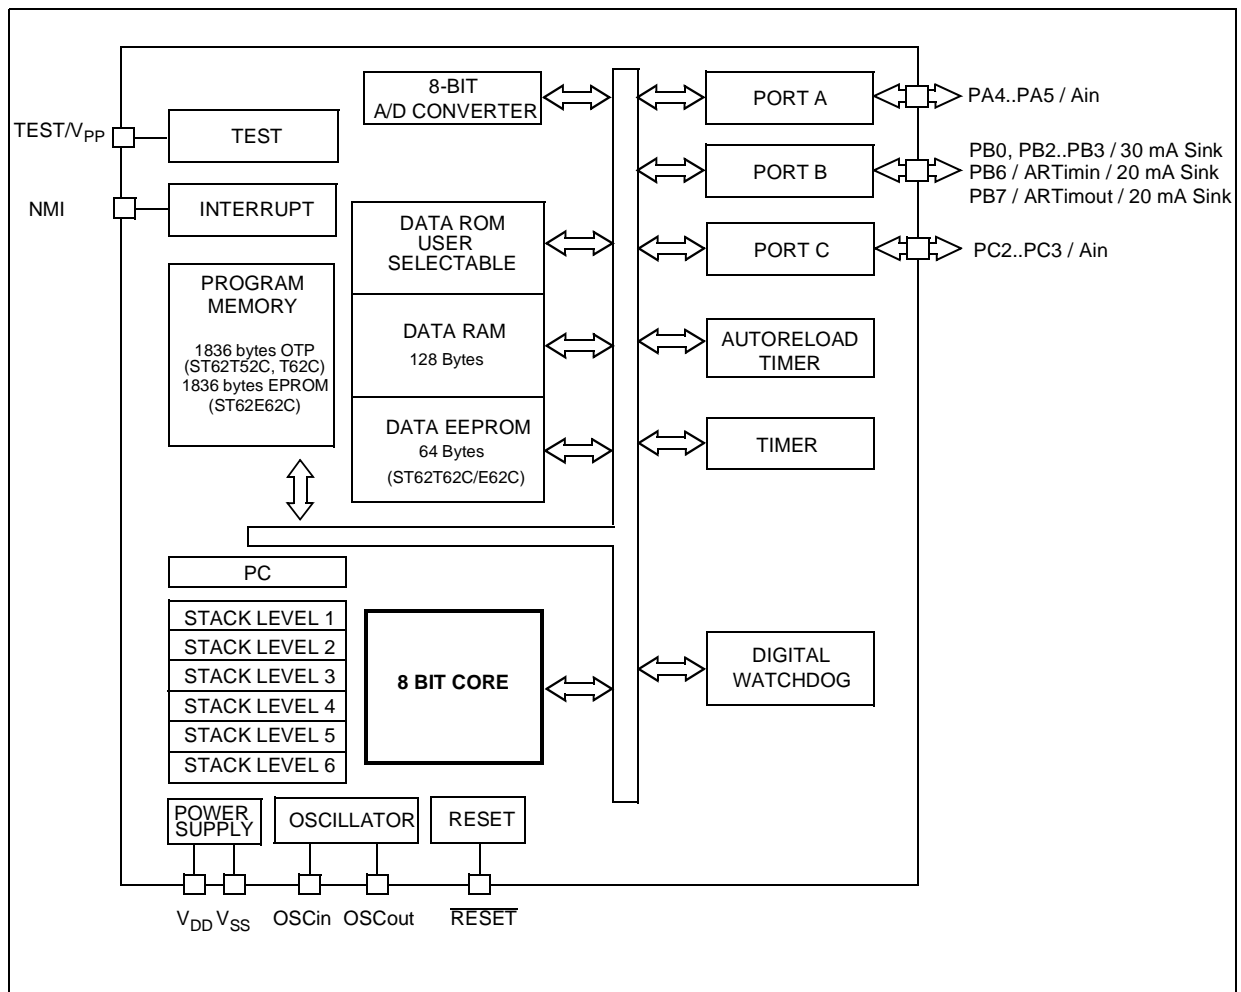 8-BIT
A/D CONVERTER
PORT A
PA4..PA5 / Ain
TEST/VPP
TEST
PORT B
PB0, PB2..PB3 / 30 mA Sink
PB6 / ARTimin / 20 mA Sink
PB7 / ARTimout / 20 mA Sink
NMI
INTERRUPT
DATA ROM
USER
SELECTABLE
PORT C
PC2..PC3 / Ain
PROGRAM
MEMORY
1836 bytes OTP
(ST62T52C, T62C)
1836 bytes EPROM
(ST62E62C)
DATA RAM
128 Bytes
AUTORELOAD
TIMER
DATA EEPROM
64 Bytes
(ST62T62C/E62C)
TIMER
PC
STACK LEVEL 1
STACK LEVEL 2
STACK LEVEL 3
STACK LEVEL 4
STACK LEVEL 5
STACK LEVEL 6
8 BIT CORE
DIGITAL
WATCHDOG
POWER
SUPPLY
OSCILLATOR
RESET
VDD VSS
OSCin
OSCout
RESET